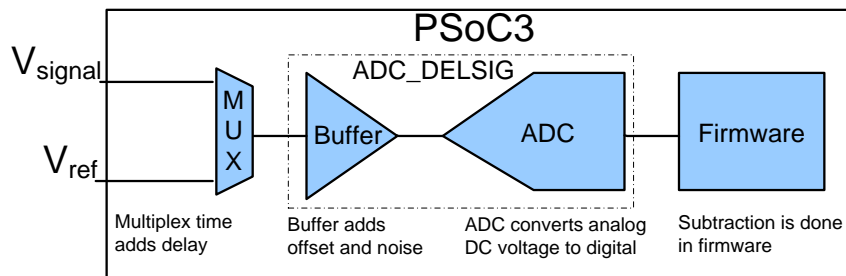 PSoC3
ADC_DELSIG
Vsignal
Vref
M
U
X
Buffer
ADC
Firmware
Multiplex time
adds delay
Buffer adds
offset and noise
ADC converts analog
DC voltage to digital
Subtraction is done
in firmware